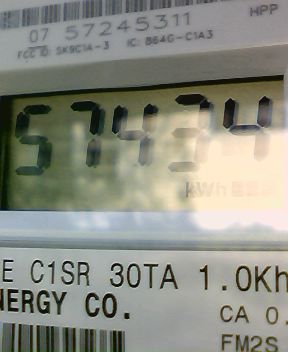 HPP
07 57245311
FCC ID: SK9C1A-3 IC: 864G-C1A3
57434
kWh
E C1SR 30TA 1.0Kh
NERGY CO.
CA 0.
FM2S